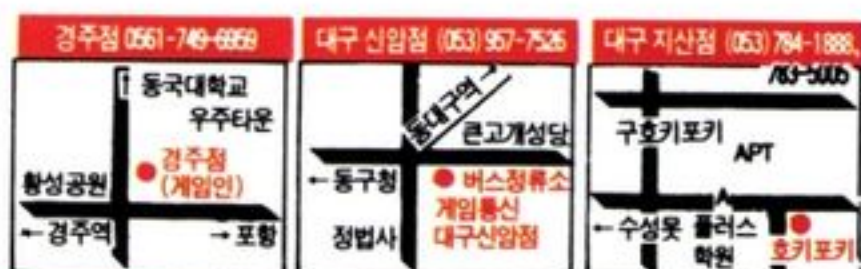 경주점 0561-749-6959
동국대학교
우주타운
경주점
(게임인)
황성공원
←경주역
→포항
대구 신암점 (053) 957-7526
동대구역→
큰고개성당
←동구청
버스정류소
게임통신
대구신암점
정법사
대구 지산점 (053) 784-1888.
783-5005
구호키포키
APT
←수성못
플러스
학원
호키포키